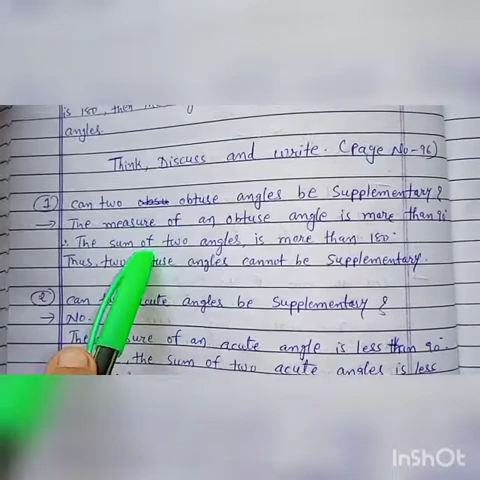 is 180, then
angles.
Think, Discuss and write. (page No-96)
1 can two obtuse angles be supplementary?
→ The measure of an obtuse angle is more than 90°
∴ The sum of two angles, is more than 180°
Thus, two angles cannot be supplementary.
2 can acute angles be supplementary?
→ No.
of an acute angle is less than 90°.
the sum of two acute angles is less
InShOt